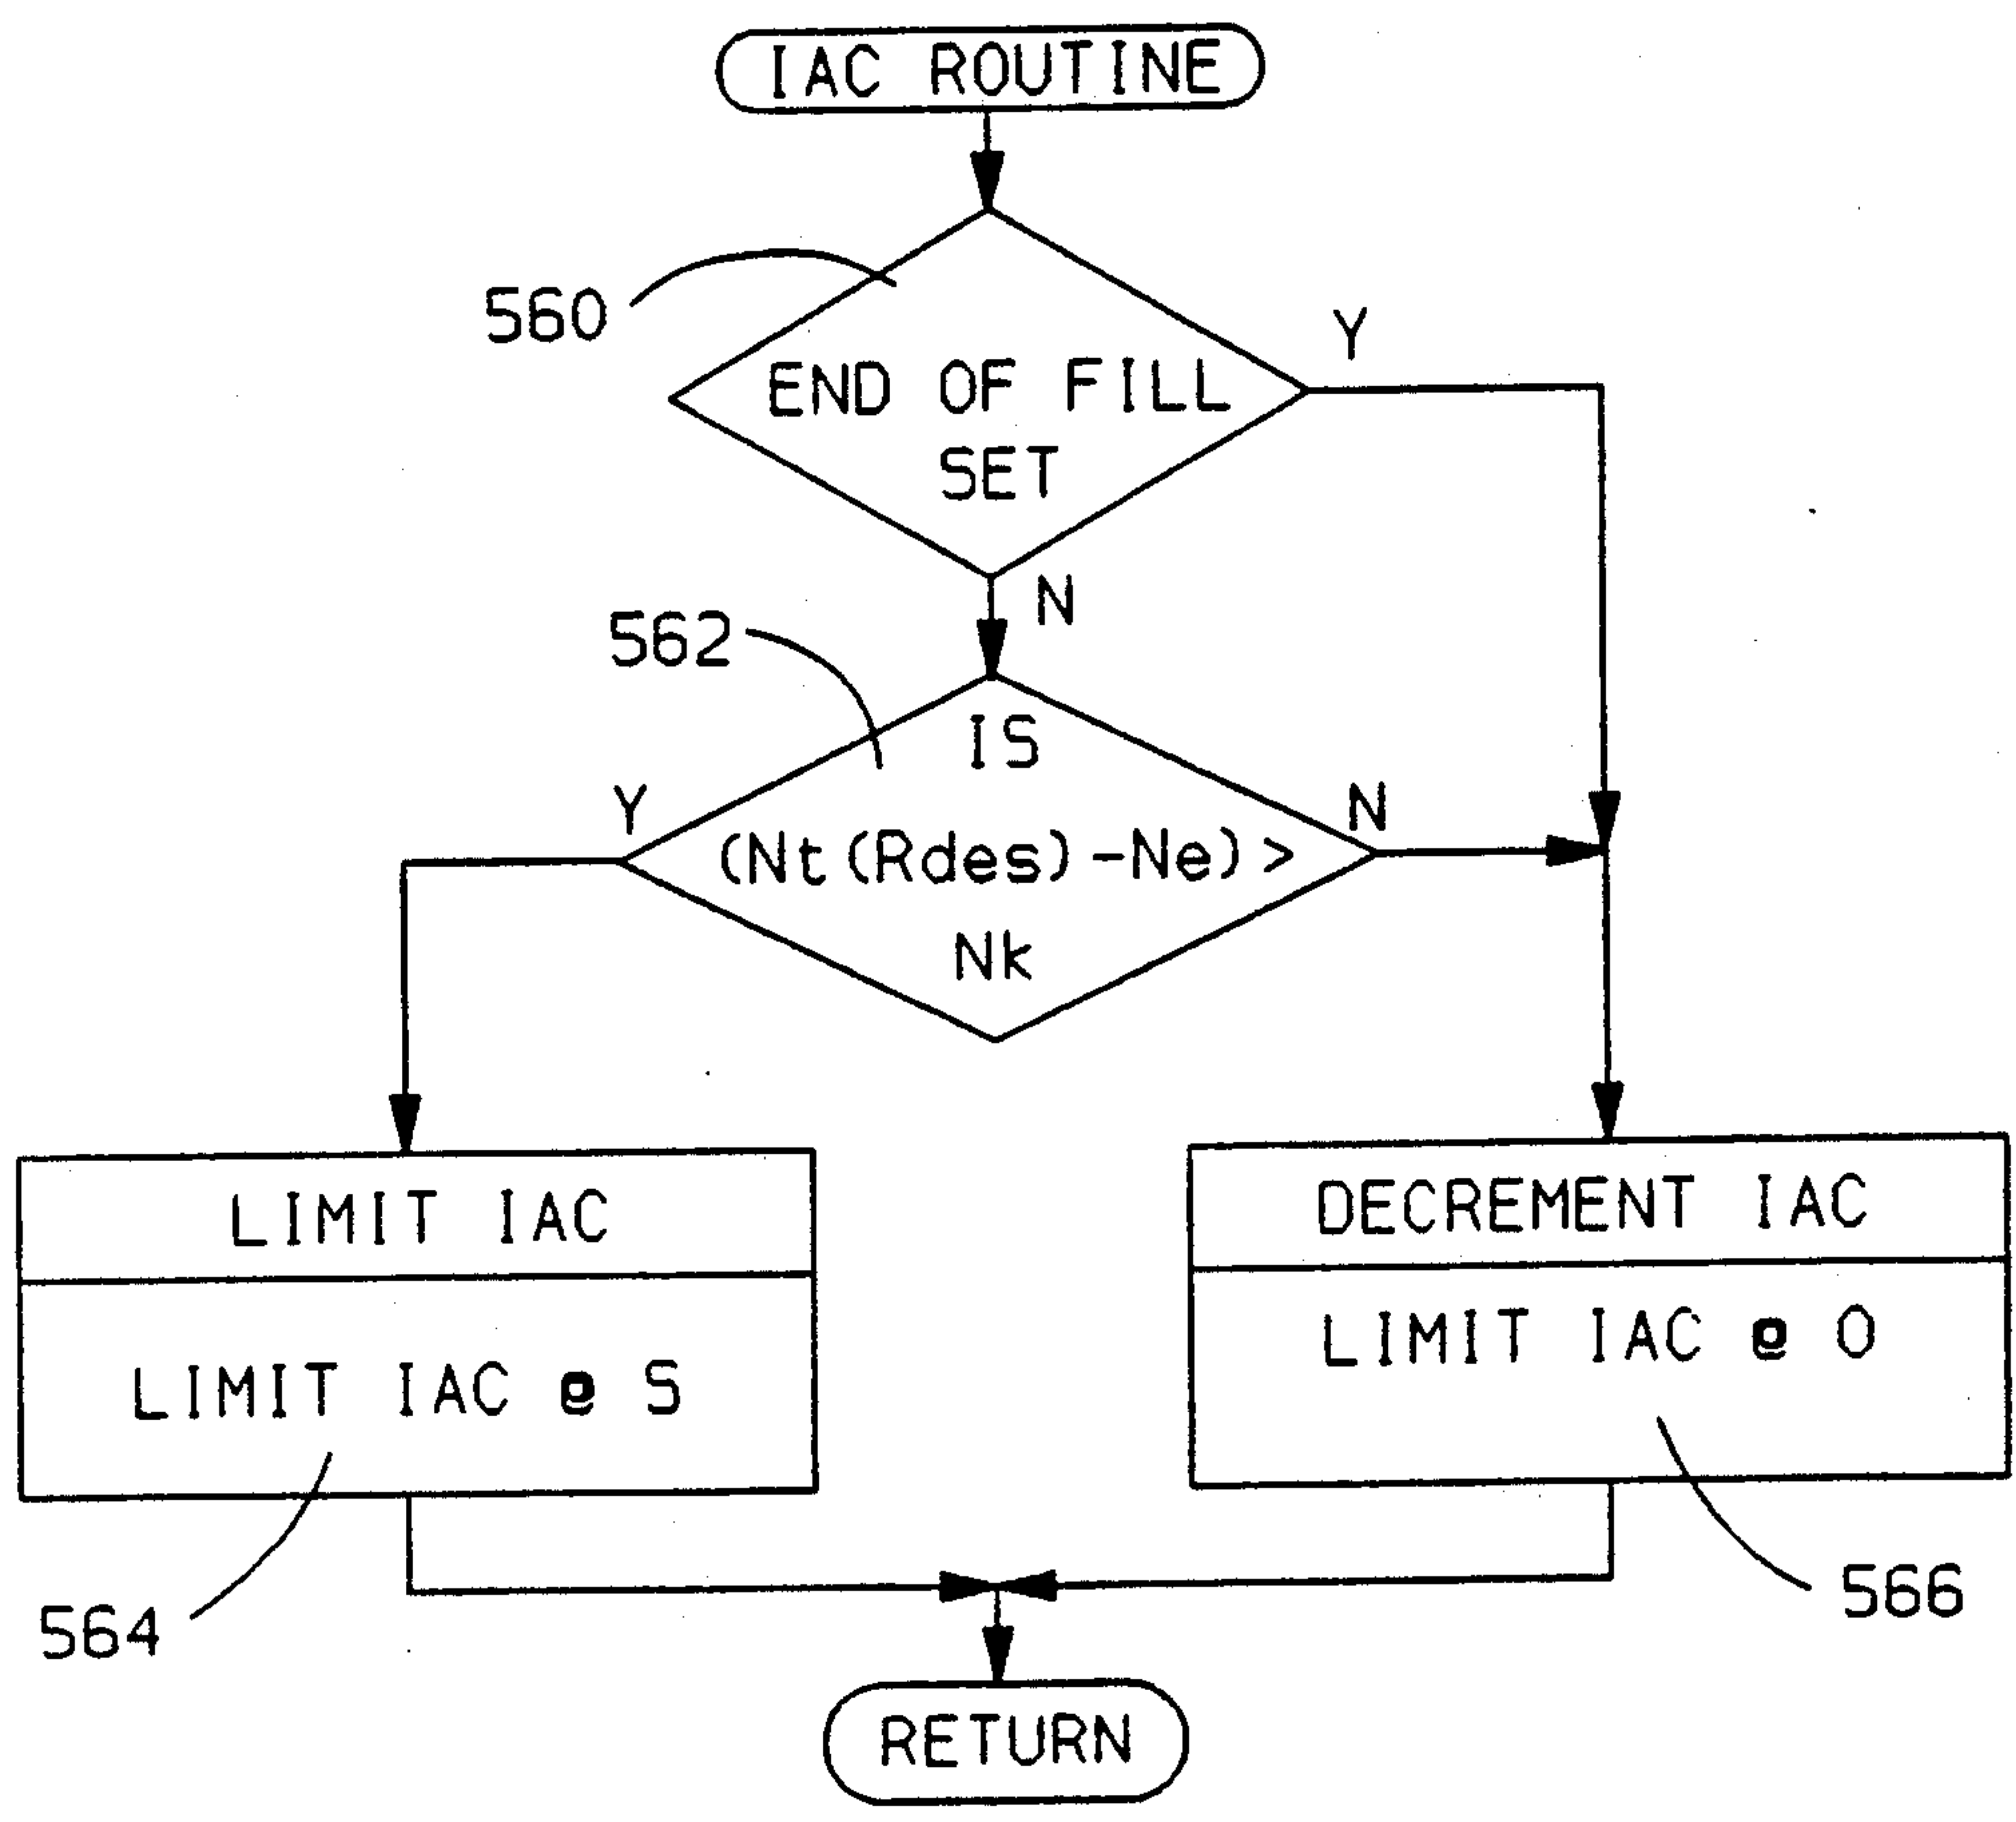 IAC ROUTINE
560
END OF FILL
SET
Y
N
562
IS
(Nt(Rdes)-Ne)>
Nk
Y
N
LIMIT IAC
LIMIT IAC @ S
DECREMENT IAC
LIMIT IAC @ 0
564
566
RETURN